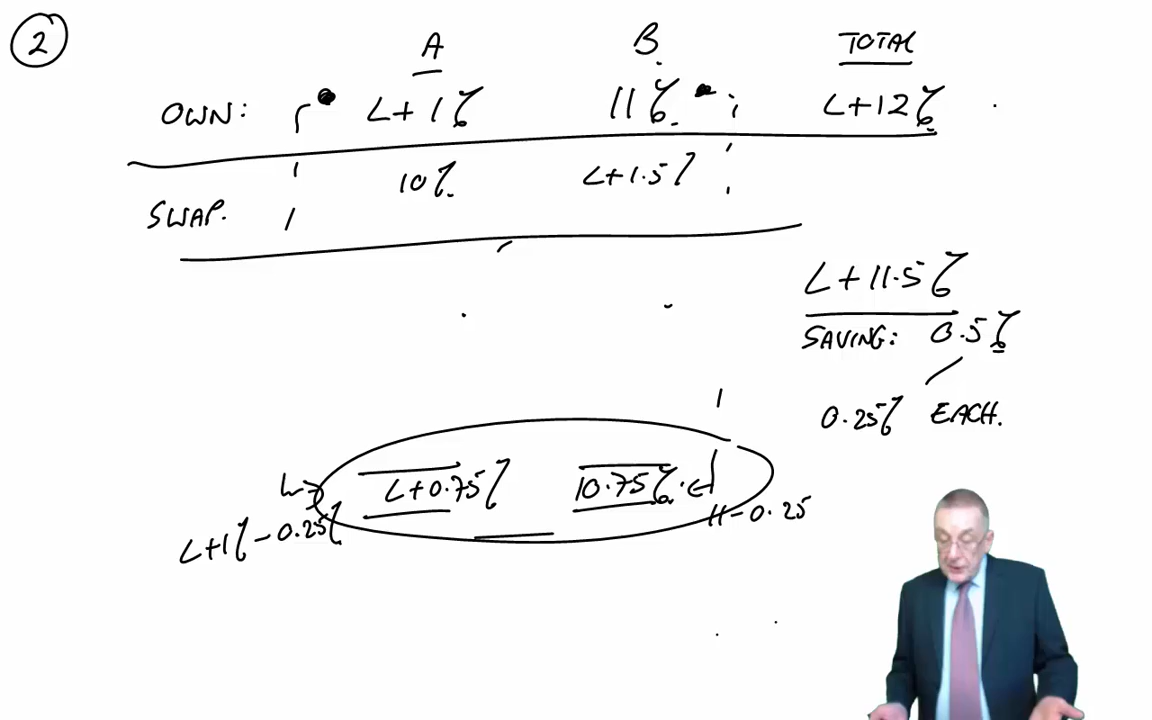 2
A B TOTAL
OWN: L+1% 11% L+12%
10% L+1.5%
SWAP.
L+11.5%
SAVING: 0.5%
0.25% EACH.
L+0.75% 10.75%
L+1%-0.25% 11-0.25